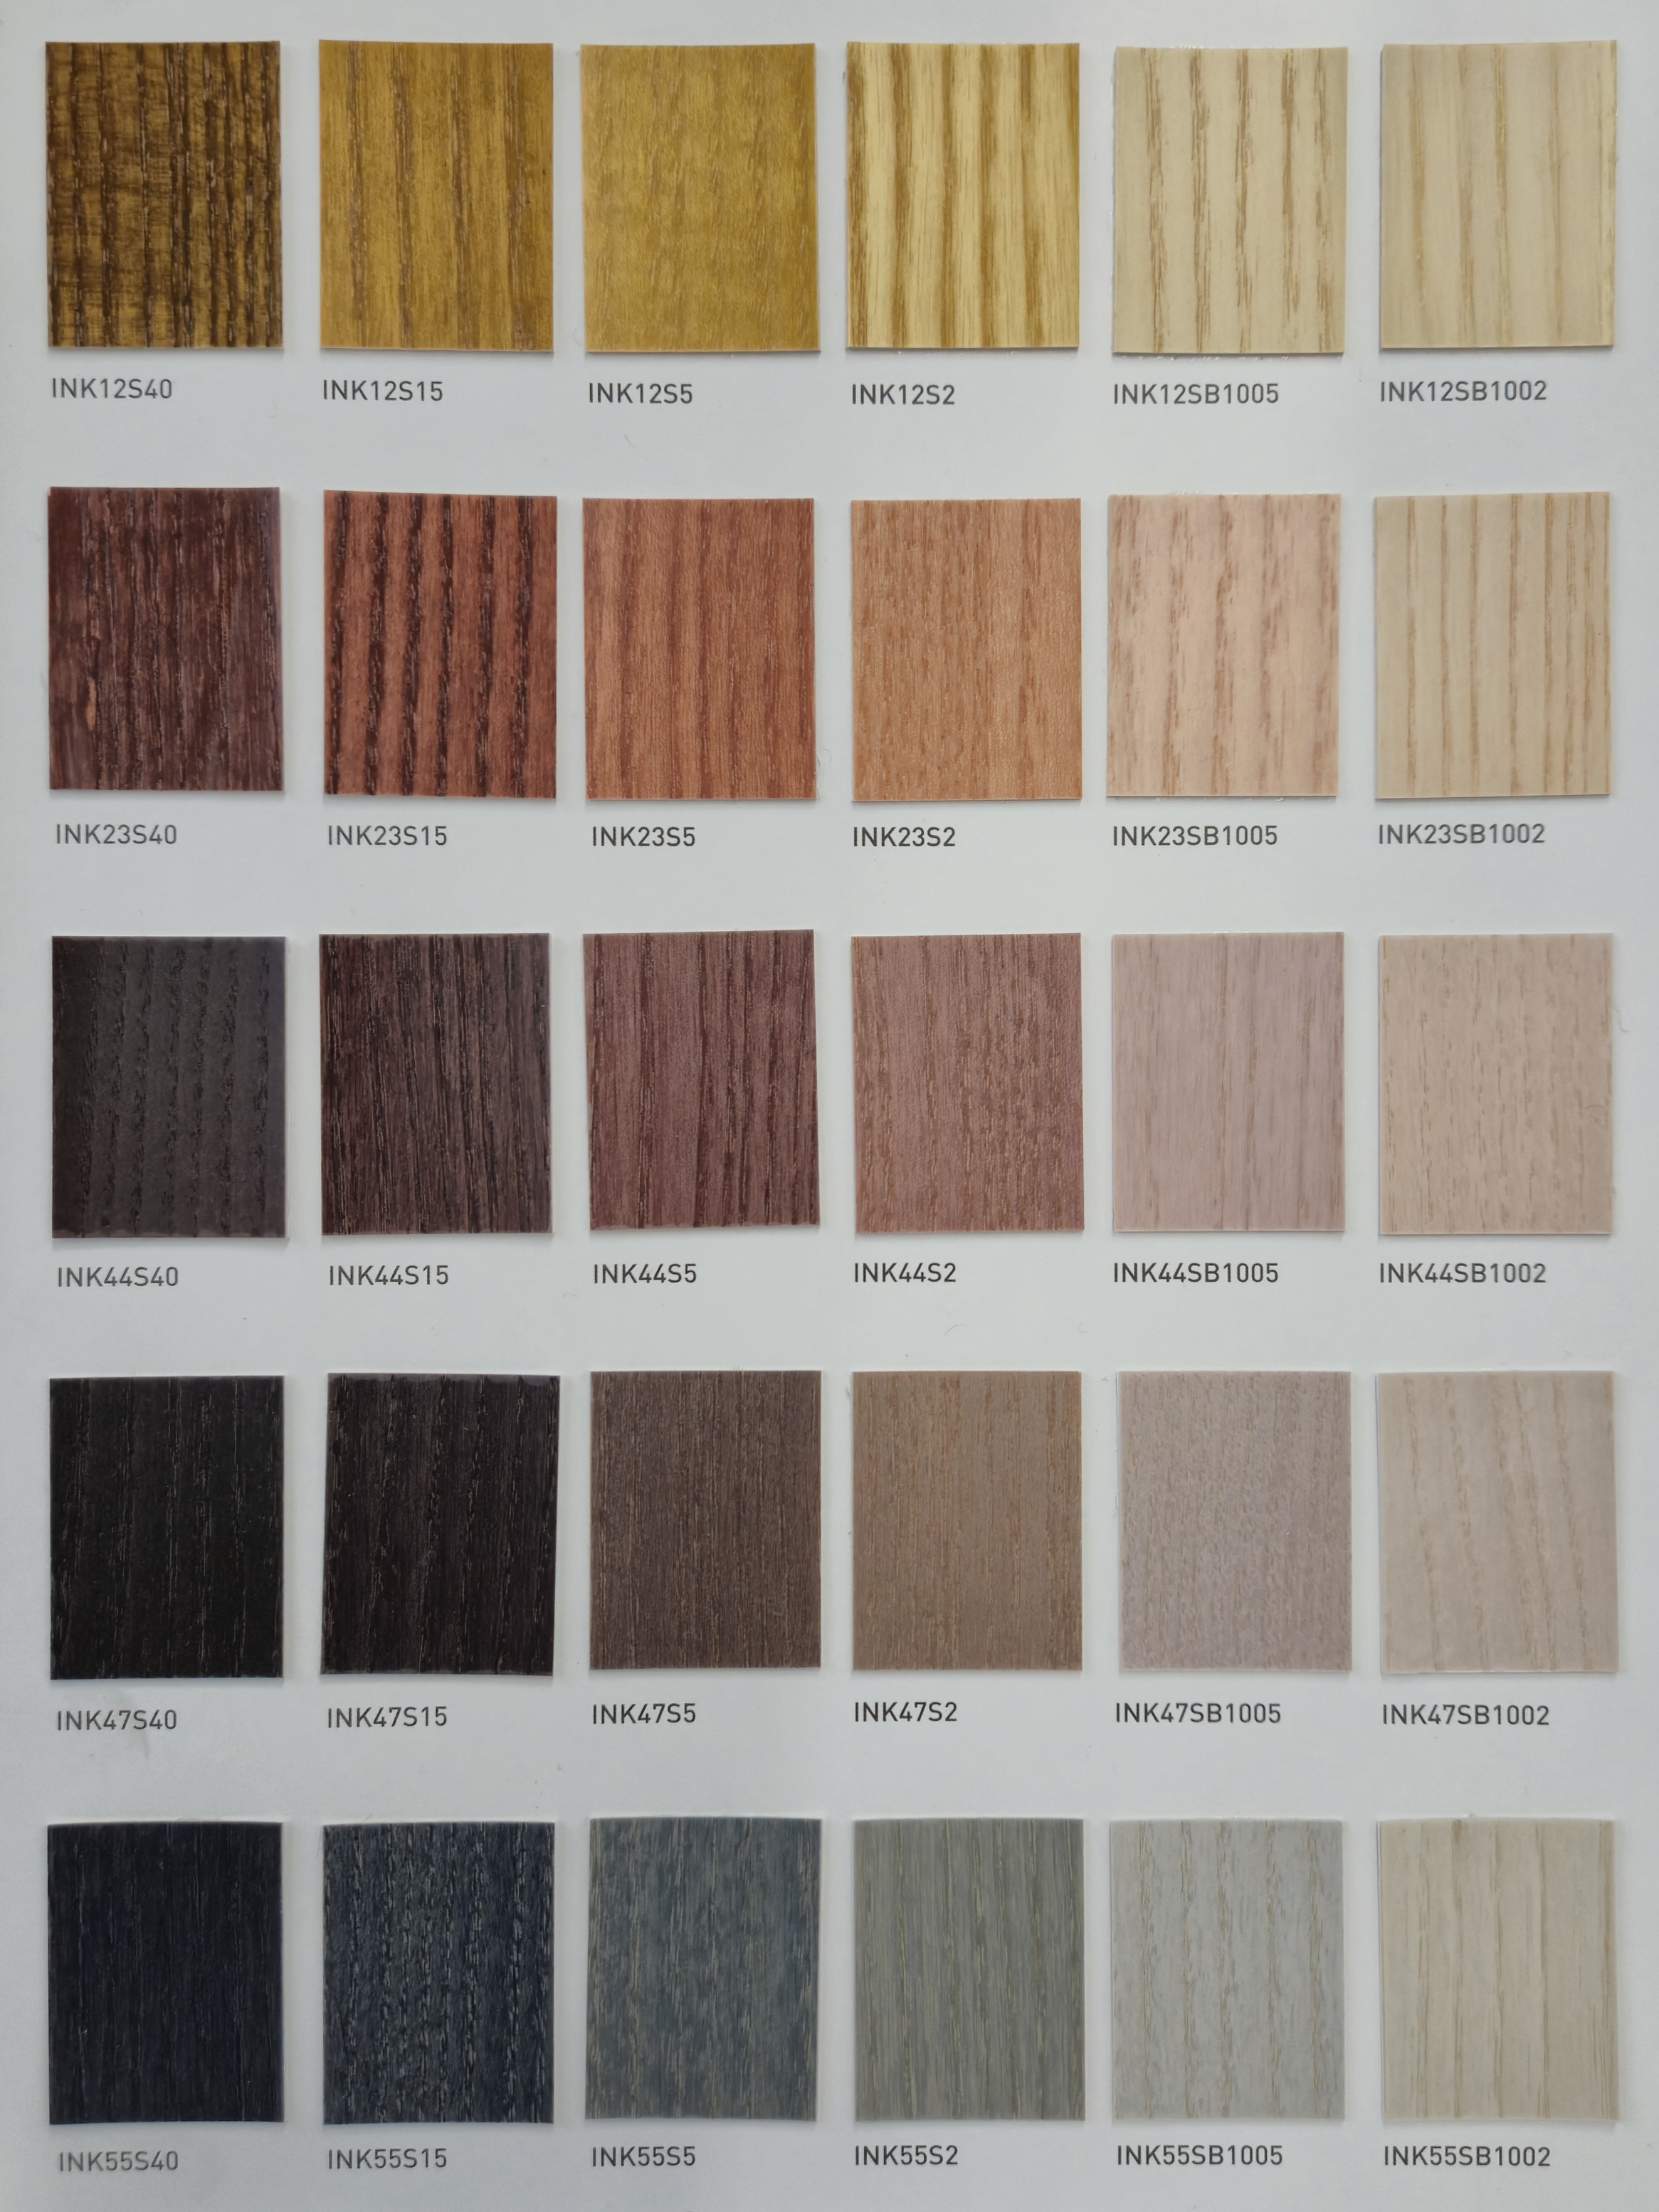 INK12S40 INK12S15 INK12S5 INK12S2 INK12SB1005 INK12SB1002
INK23S40 INK23S15 INK23S5 INK23S2 INK23SB1005 INK23SB1002
INK44S40 INK44S15 INK44S5 INK44S2 INK44SB1005 INK44SB1002
INK47S40 INK47S15 INK47S5 INK47S2 INK47SB1005 INK47SB1002
INK55S40 INK55S15 INK55S5 INK55S2 INK55SB1005 INK55SB1002